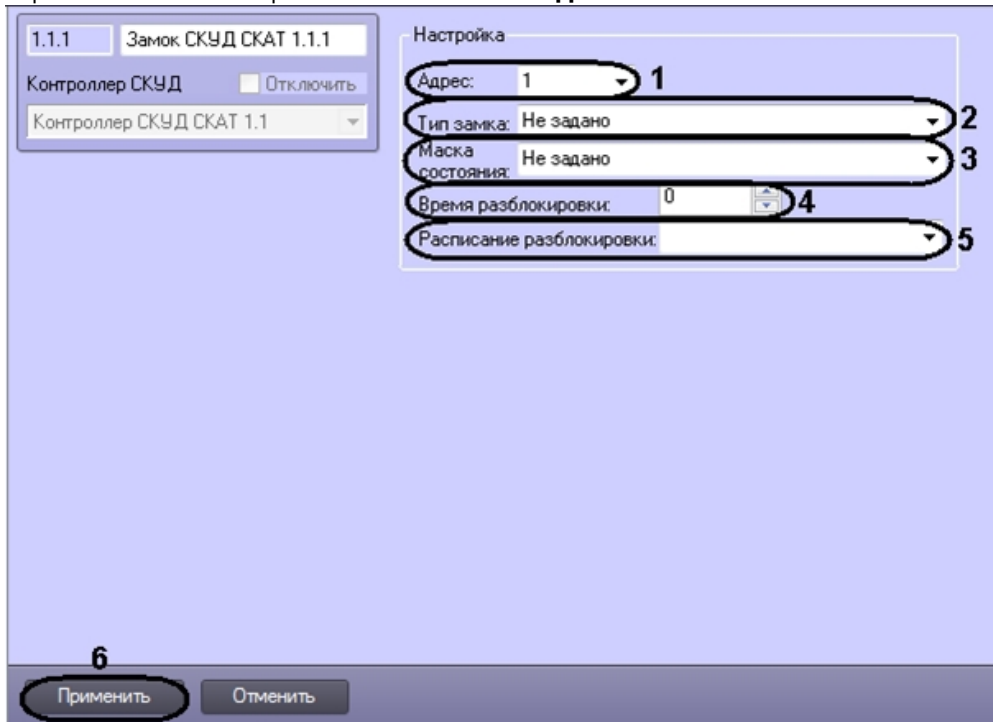 1.1.1
Замок СКУД СКАТ 1.1.1
Контроллер СКУД
Отключить
Контроллер СКУД СКАТ 1.1
Настройка
Адрес: 1 1
Тип замка: Не задано 2
Маска состояния: Не задано 3
Время разблокировки: 0 4
Расписание разблокировки: 5
6
Применить
Отменить